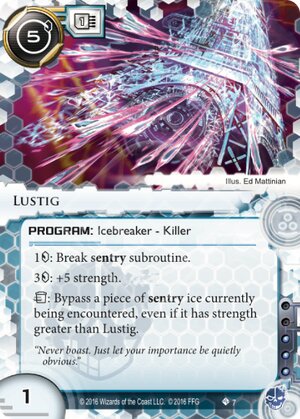 5
1
Illus. Ed Mattinian
LUSTIG
PROGRAM: Icebreaker - Killer
1: Break sentry subroutine.
3: +5 strength.
: Bypass a piece of sentry ice currently
being encountered, even if it has strength
greater than Lustig.
“Never boast. Just let your importance be quietly
obvious.”
1
© 2016 Wizards of the Coast LLC. © 2016 FFG
7